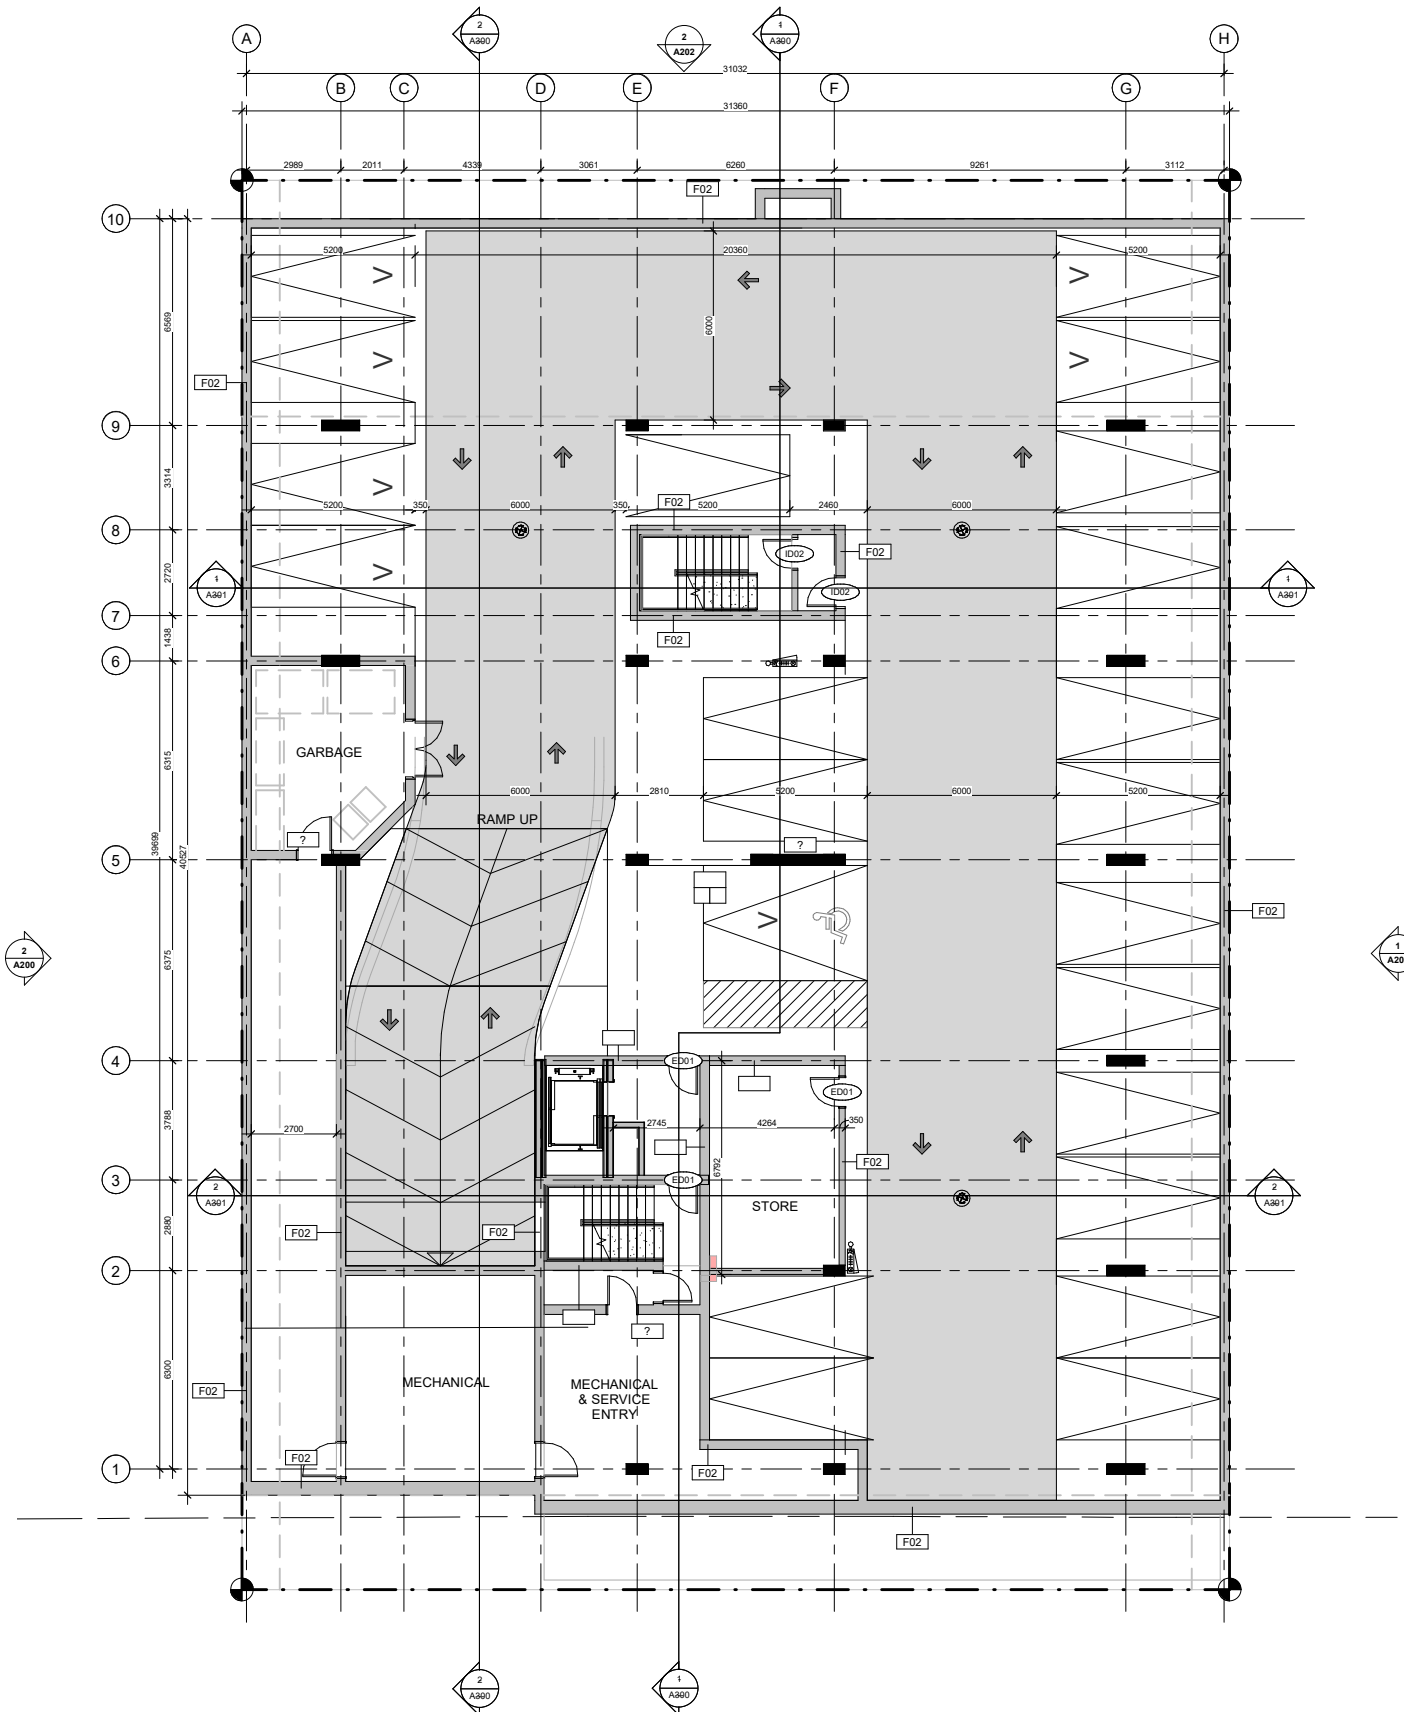 2
A300
2
A202
1
A300
A
H
31032
B
C
D
E
F
G
31360
2989
2011
4339
3061
6260
9261
3112
F02
10
5200
20360
5200
V
V
6000
6569
V
V
F02
9
3314
V
5200
350
6000
350
F02
5200
2460
6000
8
ID02
F02
2720
V
1
A301
ID02
1
A301
7
1438
F02
6
GARBAGE
6315
6000
2810
5200
6000
5200
RAMP UP
?
?
39699
40527
5
V
F02
2
A200
1
A20
6375
4
ED01
ED01
3788
2700
2745
4264
350
6792
F02
3
ED01
2
A301
2
A301
STORE
2880
F02
F02
2
?
6300
MECHANICAL
MECHANICAL
& SERVICE
ENTRY
F02
F02
F02
1
F02
2
A300
1
A300